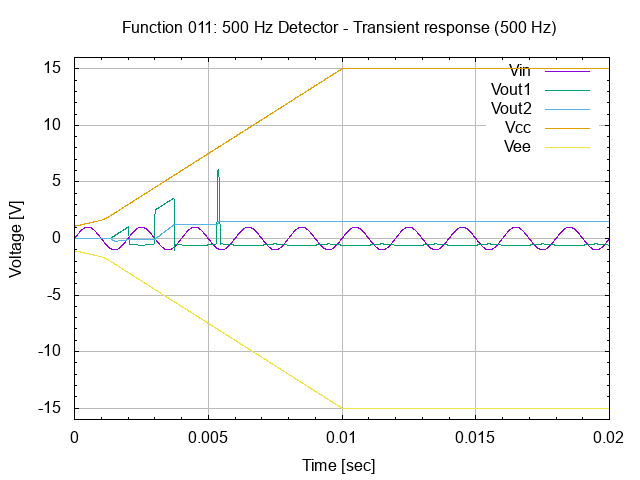 Function 011: 500 Hz Detector - Transient response (500 Hz)
15
10
5
0
-5
-10
-15
Voltage [V]
Vin
Vout1
Vout2
Vcc
Vee
0
0.005
0.01
0.015
0.02
Time [sec]